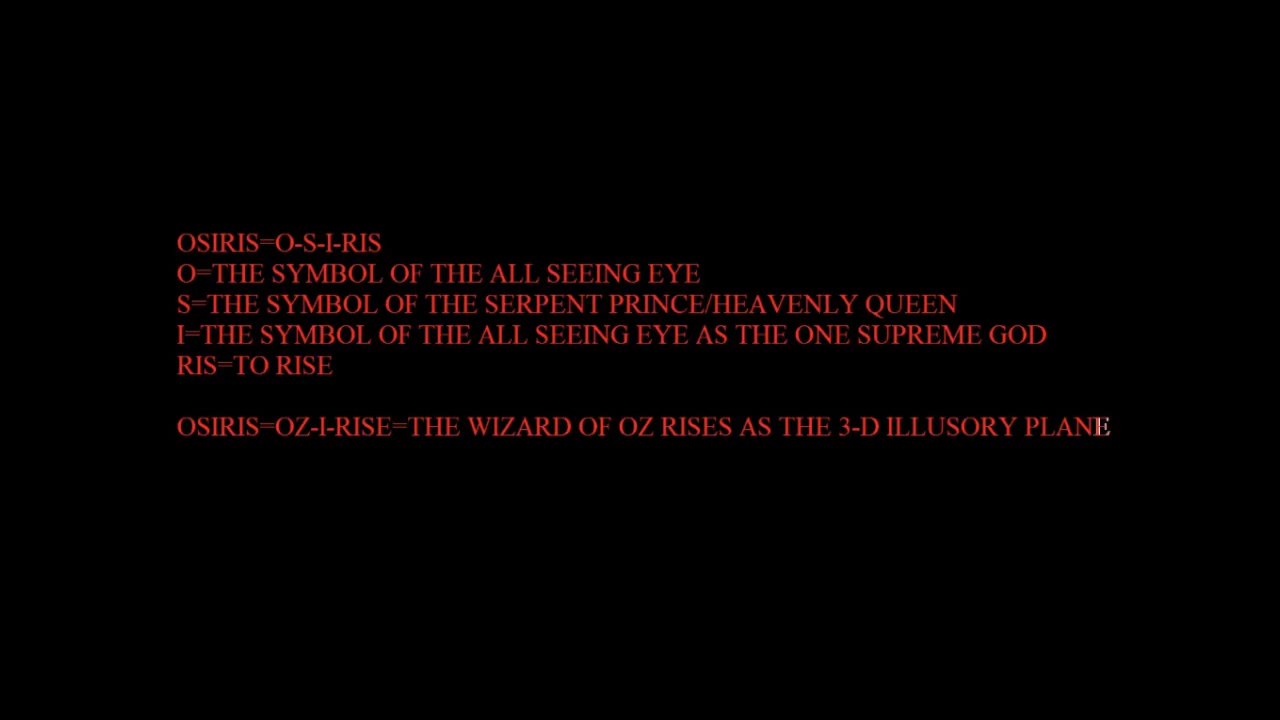 OSIRIS=O-S-I-RIS
O=THE SYMBOL OF THE ALL SEEING EYE
S=THE SYMBOL OF THE SERPENT PRINCE/HEAVENLY QUEEN
I=THE SYMBOL OF THE ALL SEEING EYE AS THE ONE SUPREME GOD
RIS=TO RISE
OSIRIS=OZ-I-RISE=THE WIZARD OF OZ RISES AS THE 3-D ILLUSORY PLANE